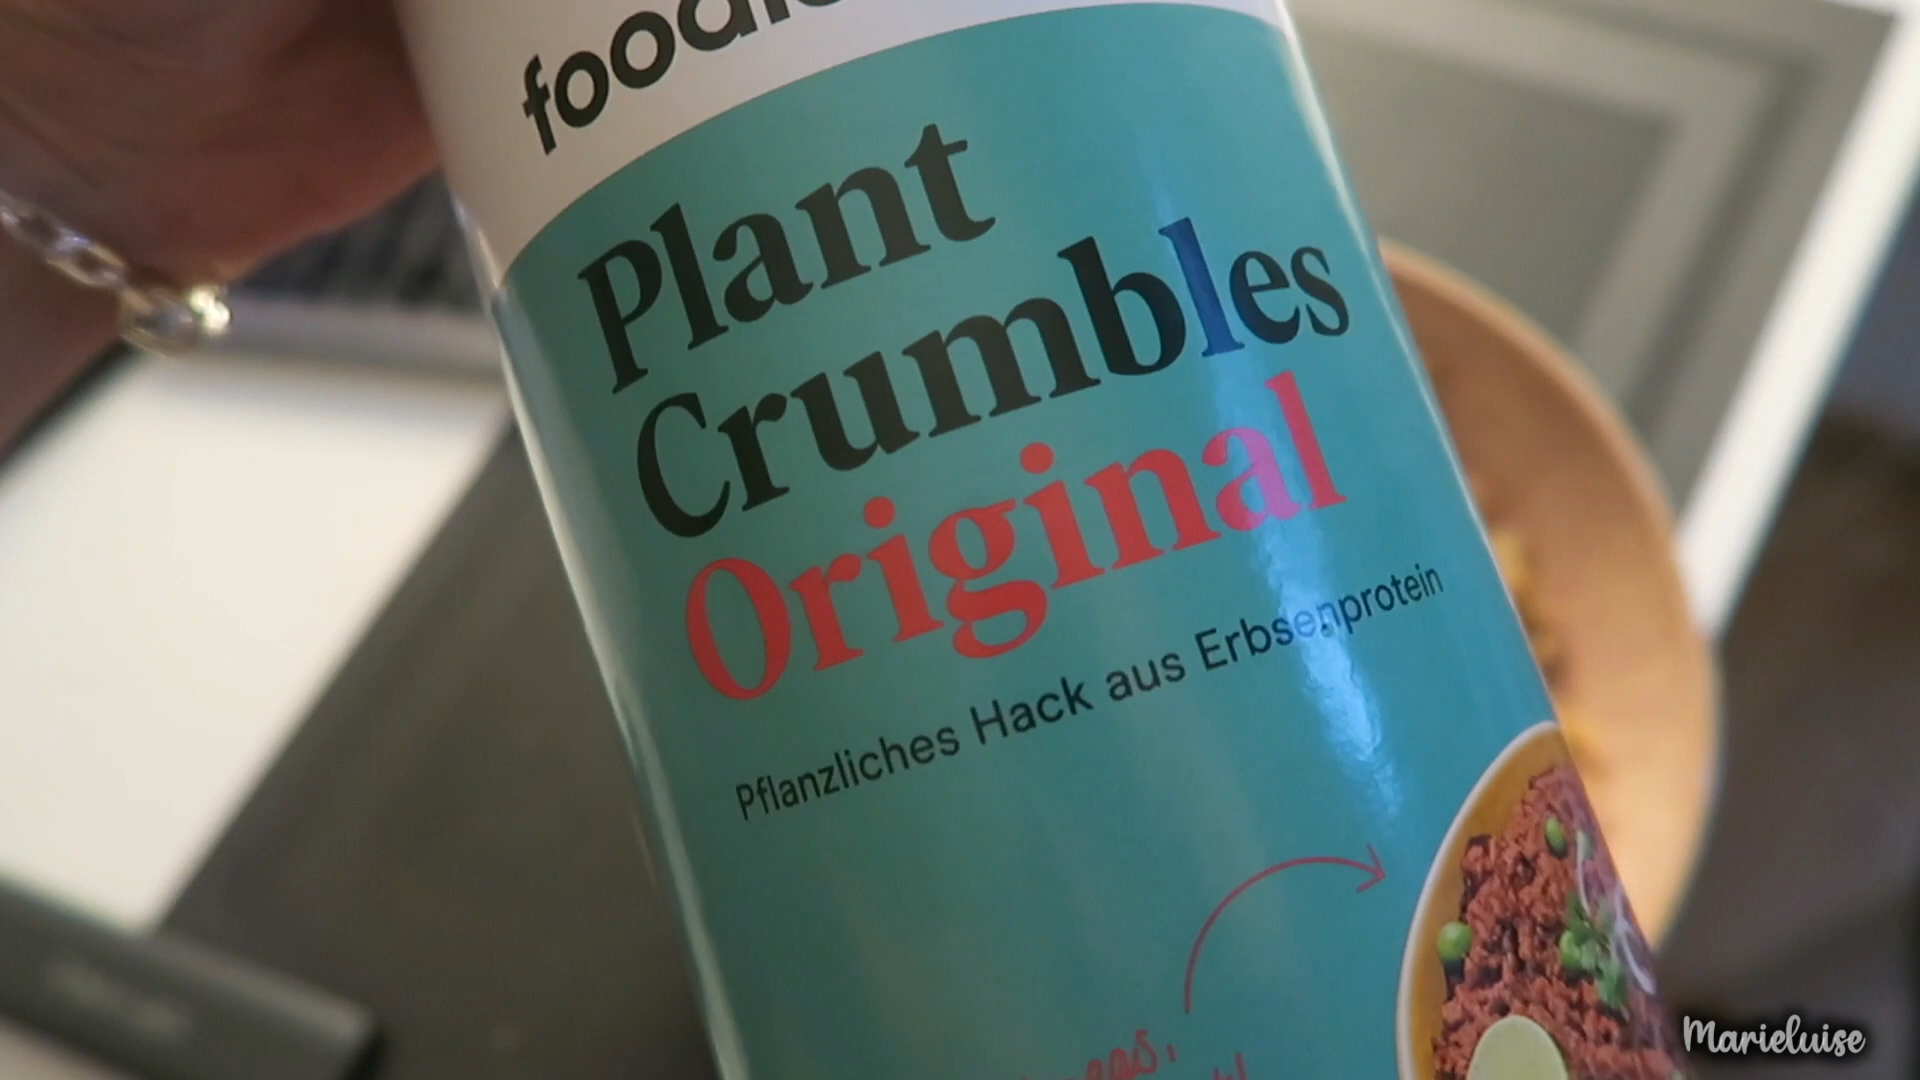 Plant
Crumbles
Original
Pflanzliches Hack aus Erbsenprotein
Marieluise